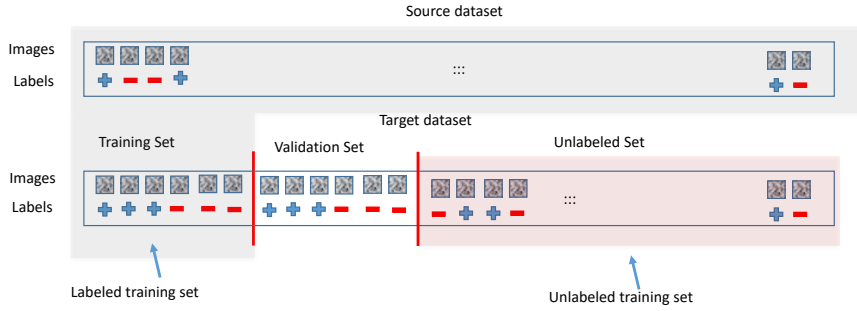 Source dataset
Images
Labels
:::
Target dataset
Training Set
Validation Set
Unlabeled Set
Images
Labels
:::
Labeled training set
Unlabeled training set